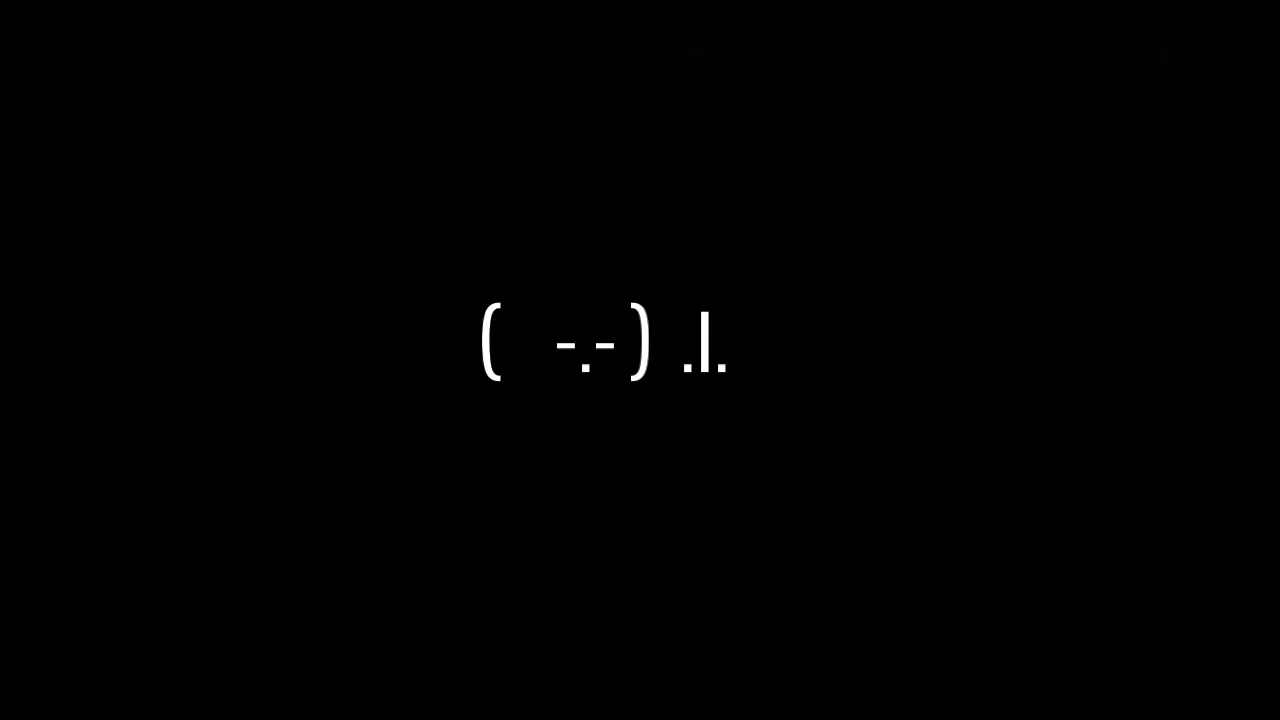 (   -.- )  .l.